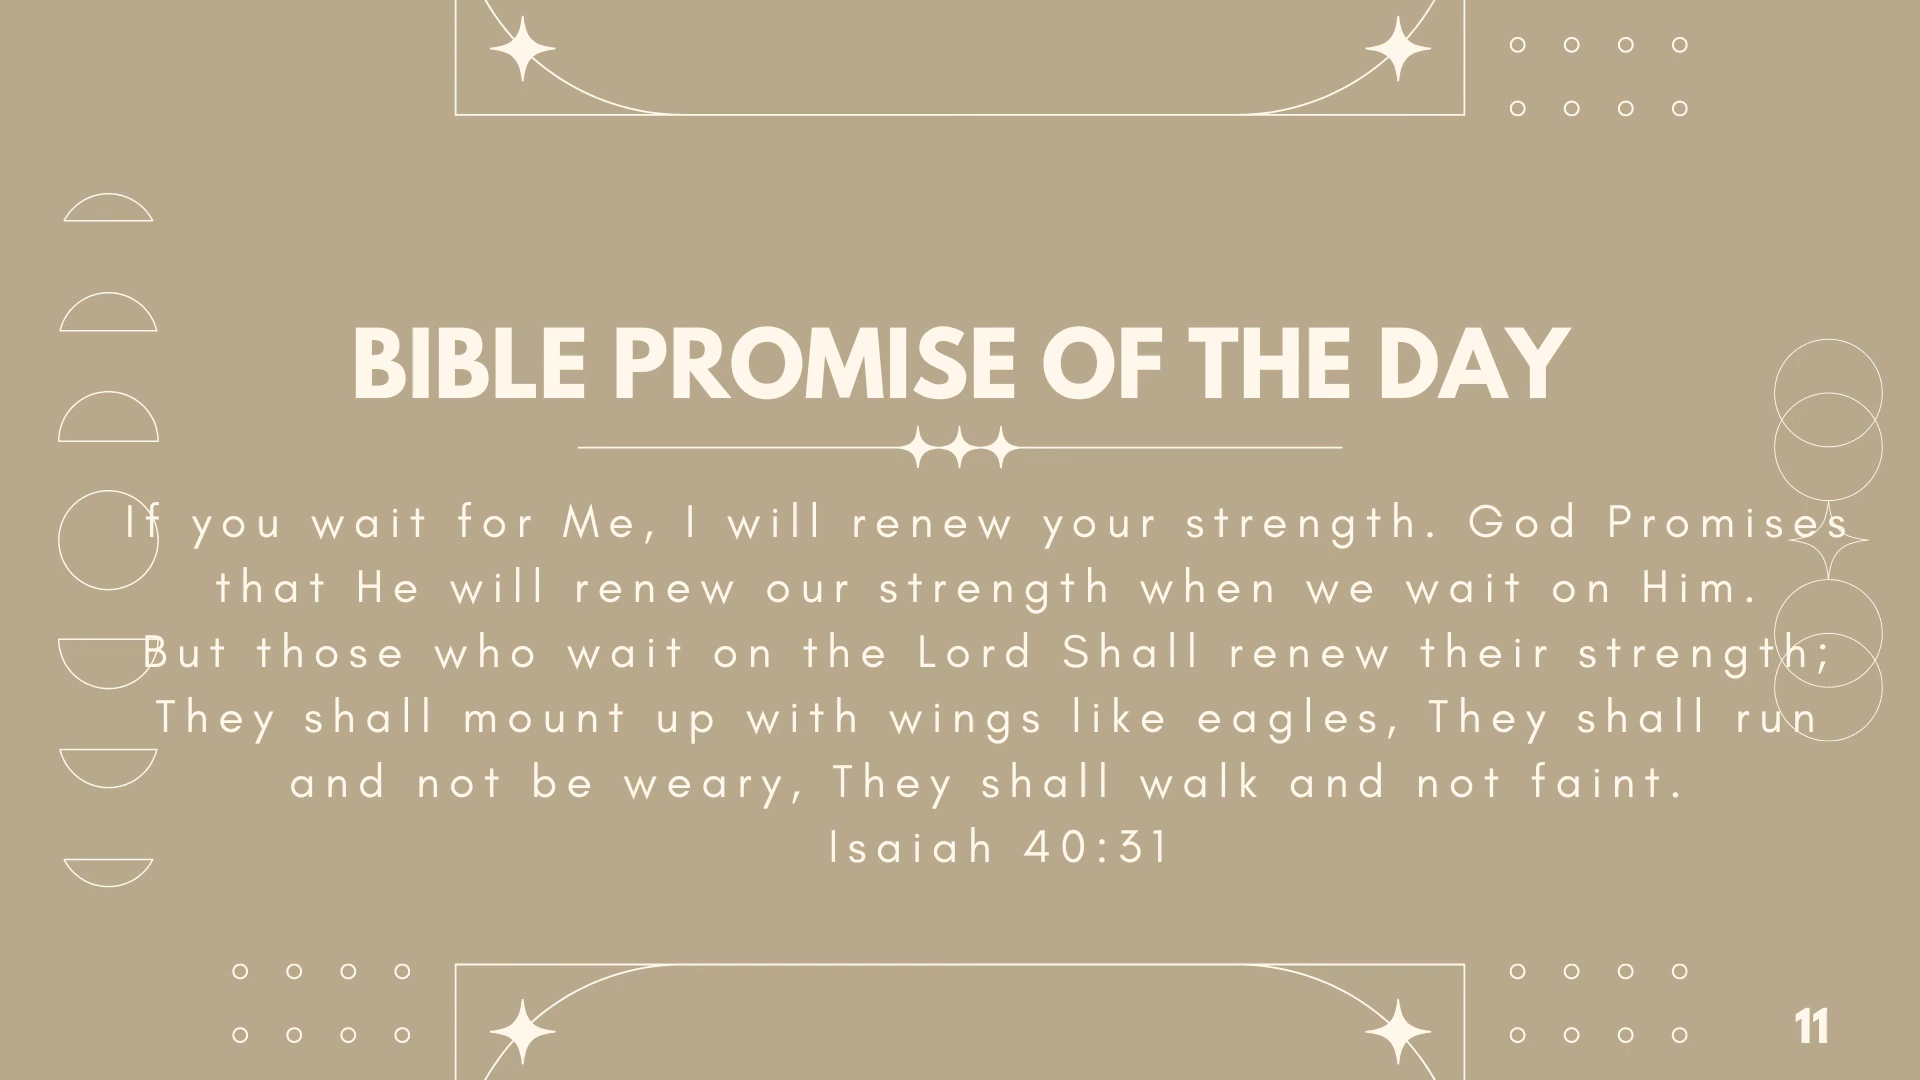 BIBLE PROMISE OF THE DAY
If you wait for Me, I will renew your strength. God Promises
that He will renew our strength when we wait on Him.
But those who wait on the Lord Shall renew their strength;
They shall mount up with wings like eagles, They shall run
and not be weary, They shall walk and not faint.
Isaiah 40:31
11